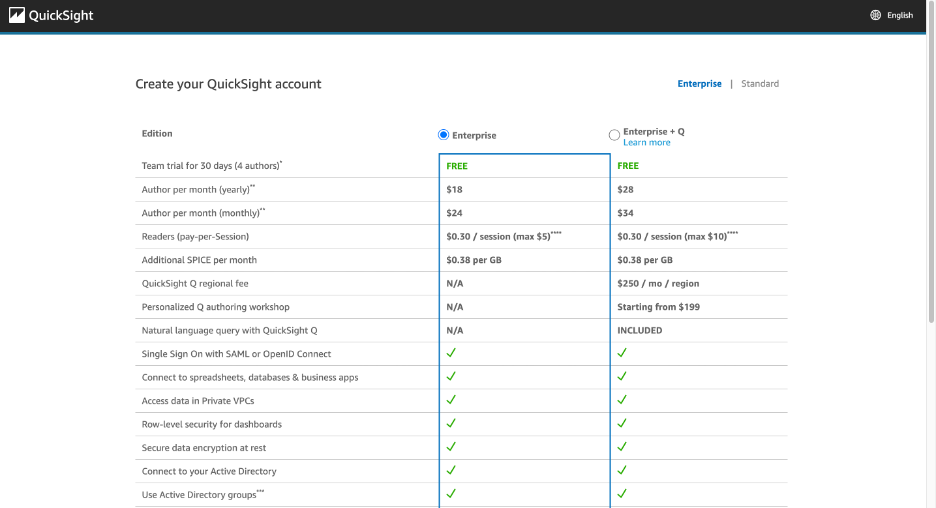 QuickSight
English
Create your QuickSight account
Enterprise | Standard
Edition
Enterprise
Enterprise + Q
Learn more
Team trial for 30 days (4 authors)* FREE FREE
Author per month (yearly)** $18 $28
Author per month (monthly)** $24 $34
Readers (pay-per-Session) $0.30 / session (max $5)**** $0.30 / session (max $10)****
Additional SPICE per month $0.38 per GB $0.38 per GB
QuickSight Q regional fee N/A $250 / mo / region
Personalized Q authoring workshop N/A Starting from $199
Natural language query with QuickSight Q N/A INCLUDED
Single Sign On with SAML or OpenID Connect
Connect to spreadsheets, databases & business apps
Access data in Private VPCs
Row-level security for dashboards
Secure data encryption at rest
Connect to your Active Directory
Use Active Directory groups***